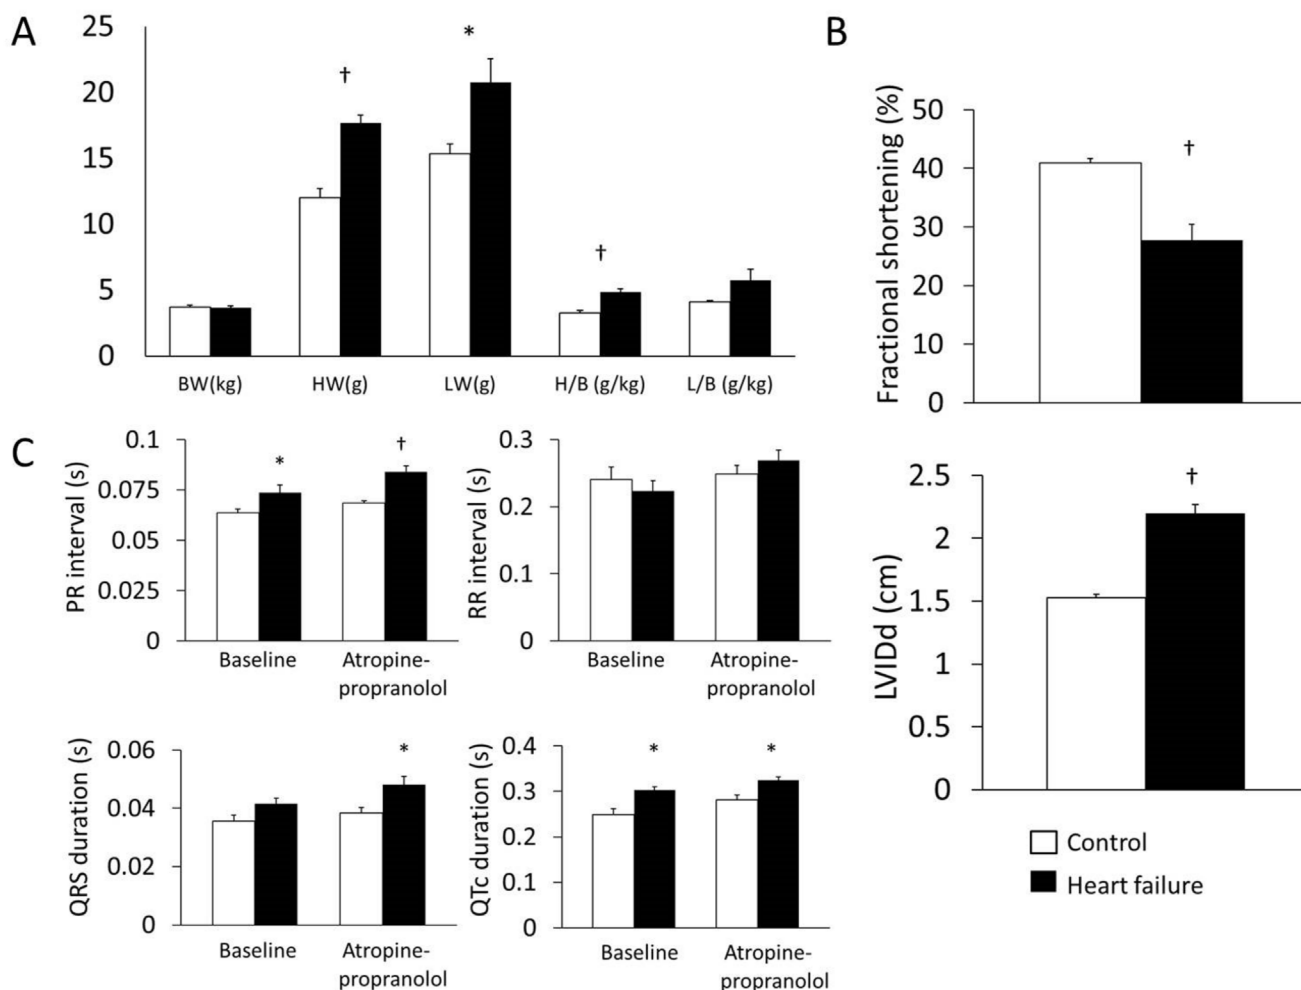 A
25
20
15
10
5
0
*
†
†
BW(kg) HW(g) LW(g) H/B (g/kg) L/B (g/kg)
B
Fractional shortening (%)
50
40
30
20
10
0
†
C
PR interval (s)
0.1
0.075
0.05
0.025
0
*
†
Baseline Atropine-
propranolol
RR interval (s)
0.3
0.2
0.1
0
Baseline Atropine-
propranolol
LVIDd (cm)
2.5
2
1.5
1
0.5
0
†
QRS duration (s)
0.06
0.04
0.02
0
*
Baseline Atropine-
propranolol
QTc duration (s)
0.4
0.3
0.2
0.1
0
* *
Baseline Atropine-
propranolol
Control
Heart failure